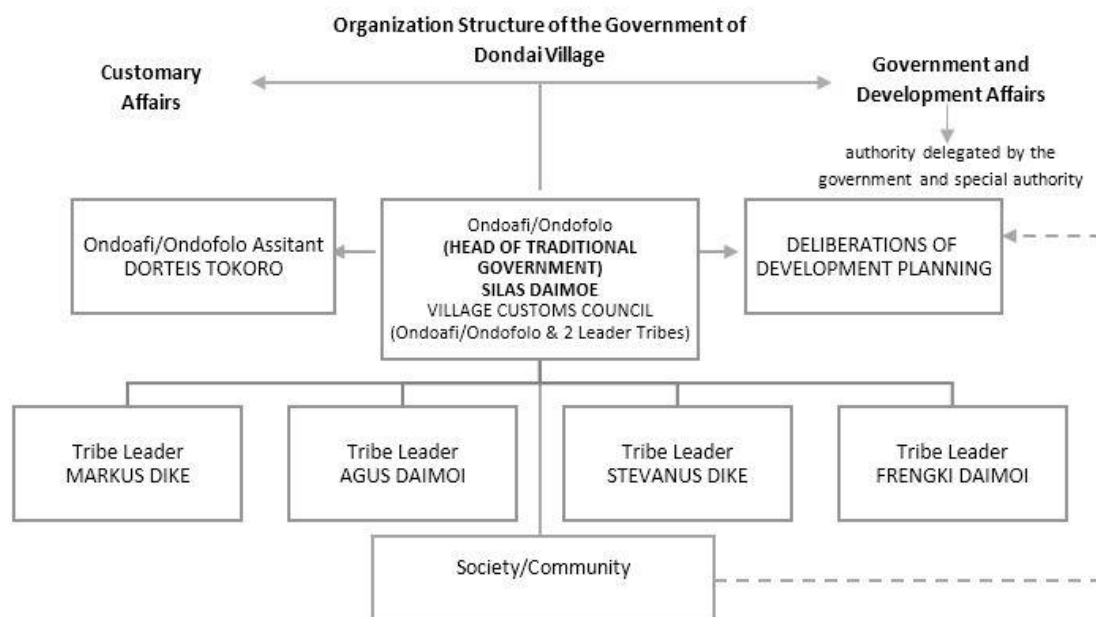 Organization Structure of the Government of
Dondai Village
Customary
Affairs
Government and
Development Affairs
authority delegated by the
government and special authority
Ondoafi/Ondofolo Assitant
DORTEIS TOKORO
Ondoafi/Ondofolo
(HEAD OF TRADITIONAL
GOVERNMENT)
SILAS DAIMOE
VILLAGE CUSTOMS COUNCIL
(Ondoafi/Ondofolo & 2 Leader Tribes)
DELIBERATIONS OF
DEVELOPMENT PLANNING
Tribe Leader
MARKUS DIKE
Tribe Leader
AGUS DAIMOI
Tribe Leader
STEVANUS DIKE
Tribe Leader
FRENGKI DAIMOI
Society/Community